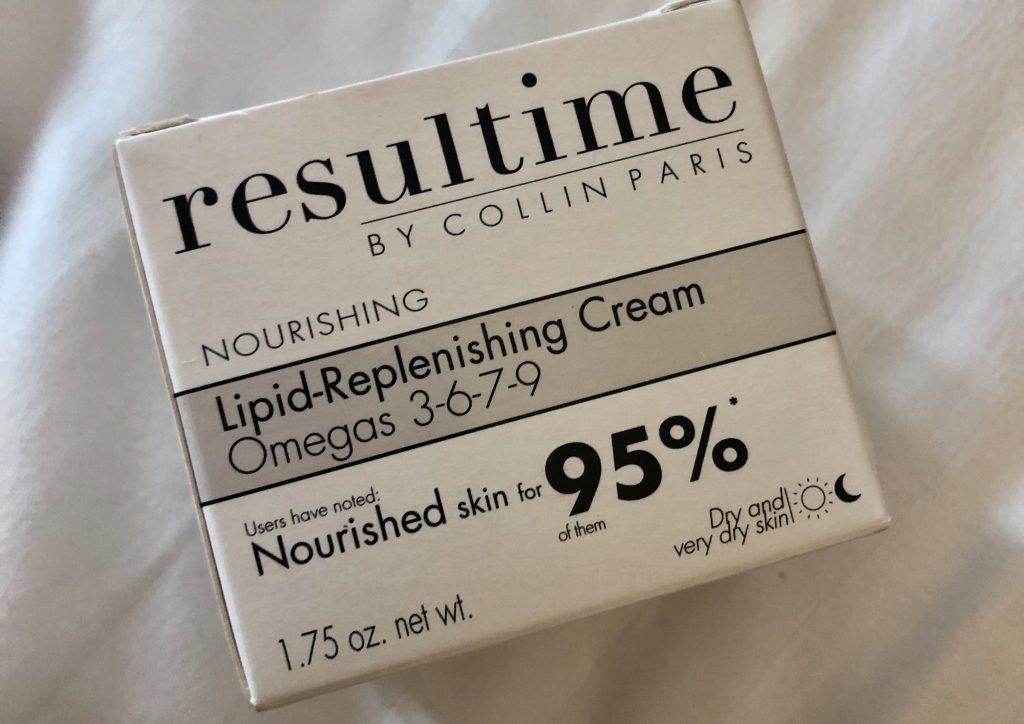 resultime
BY COLLIN PARIS
NOURISHING
Lipid-Replenishing Cream
Omegas 3-6-7-9
Users have noted:
Nourished skin for 95%*
of them
Dry and
very dry skin
1.75 oz. net wt.